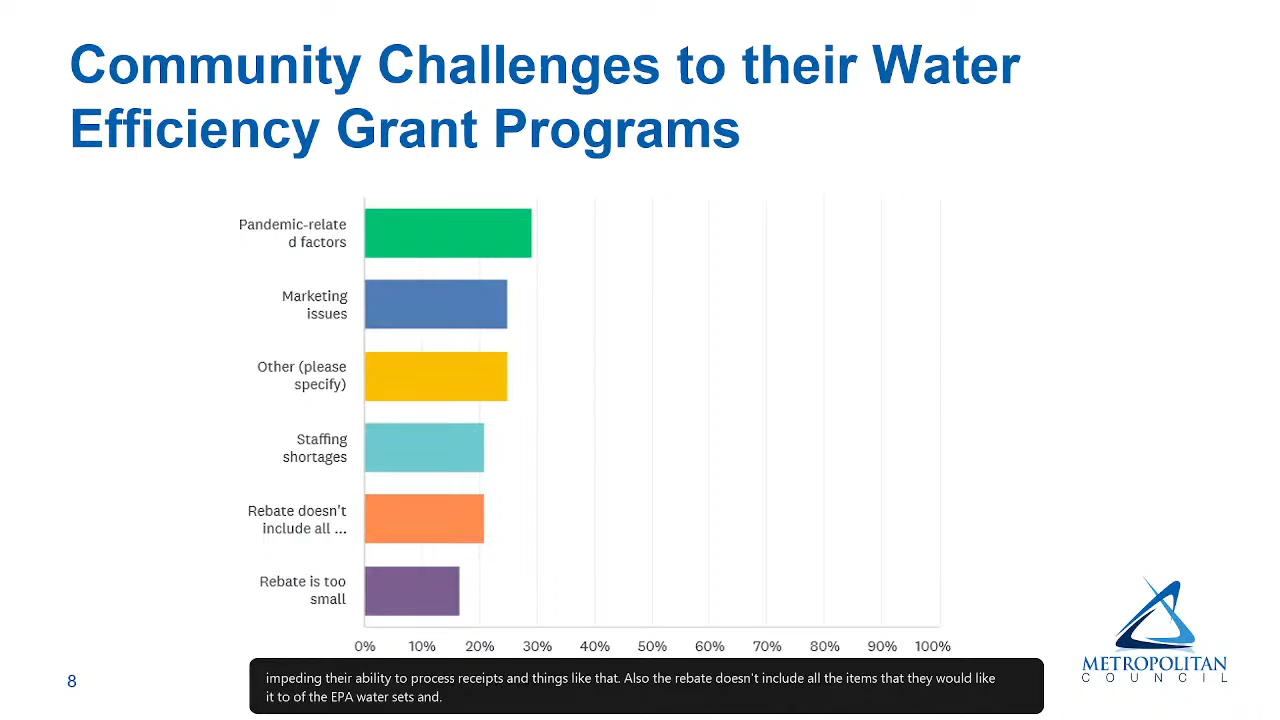 Community Challenges to their Water
Efficiency Grant Programs
Pandemic-relate
d factors
Marketing
issues
Other (please
specify)
Staffing
shortages
Rebate doesn't
include all ...
Rebate is too
small
0% 10% 20% 30% 40% 50% 60% 70% 80% 90% 100%
impeding their ability to process receipts and things like that. Also the rebate doesn't include all the items that they would like
it to of the EPA water sets and.
8
METROPOLITAN
COUNCIL